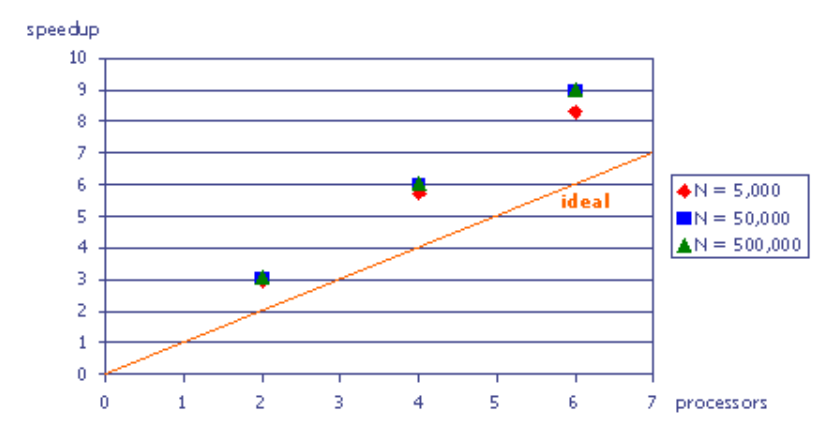 speedup
10
9
8
7
6
5
4
3
2
1
0
ideal
N = 5,000
N = 50,000
N = 500,000
0 1 2 3 4 5 6 7 processors